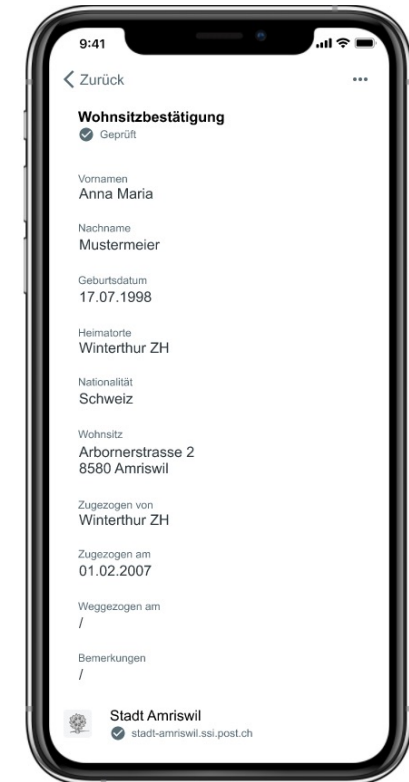 9:41
Zurück
Wohnsitzbestätigung
Geprüft
Vornamen
Anna Maria
Nachname
Mustermeier
Geburtsdatum
17.07.1998
Heimatorte
Winterthur ZH
Nationalität
Schweiz
Wohnsitz
Arbornerstrasse 2
8580 Amriswil
Zugezogen von
Winterthur ZH
Zugezogen am
01.02.2007
Weggezogen am
/
Bemerkungen
/
Stadt Amriswil
stadt-amriswil.ssi.post.ch